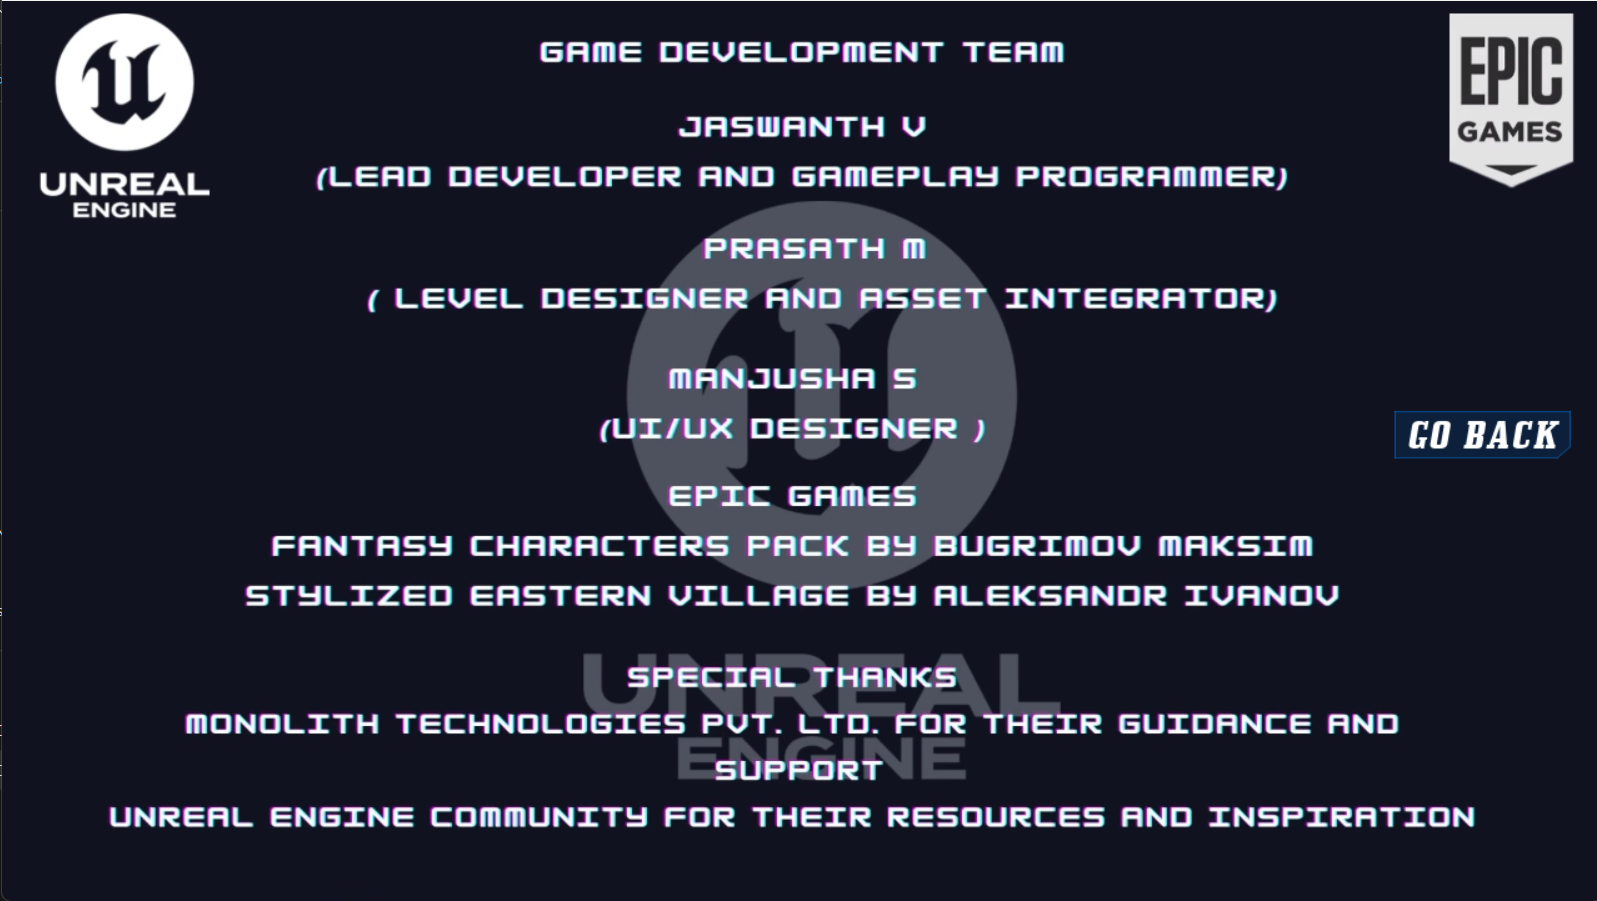 UNREAL
ENGINE
EPIC
GAMES
GAME DEVELOPMENT TEAM
JASWANTH V
(LEAD DEVELOPER AND GAMEPLAY PROGRAMMER)
PRASATH M
( LEVEL DESIGNER AND ASSET INTEGRATOR)
MANJUSHA S
(UI/UX DESIGNER )
GO BACK
EPIC GAMES
FANTASY CHARACTERS PACK BY BUGRIMOV MAKSIM
STYLIZED EASTERN VILLAGE BY ALEKSANDR IVANOV
UNREAL
ENGINE
SPECIAL THANKS
MONOLITH TECHNOLOGIES PVT. LTD. FOR THEIR GUIDANCE AND
SUPPORT
UNREAL ENGINE COMMUNITY FOR THEIR RESOURCES AND INSPIRATION